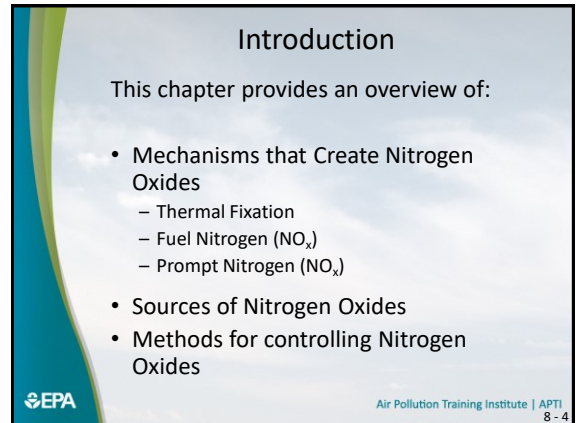 Introduction
This chapter provides an overview of:
• Mechanisms that Create Nitrogen
Oxides
– Thermal Fixation
– Fuel Nitrogen (NOx)
– Prompt Nitrogen (NOx)
• Sources of Nitrogen Oxides
• Methods for controlling Nitrogen
Oxides
EPA
Air Pollution Training Institute | APTI
8 - 4